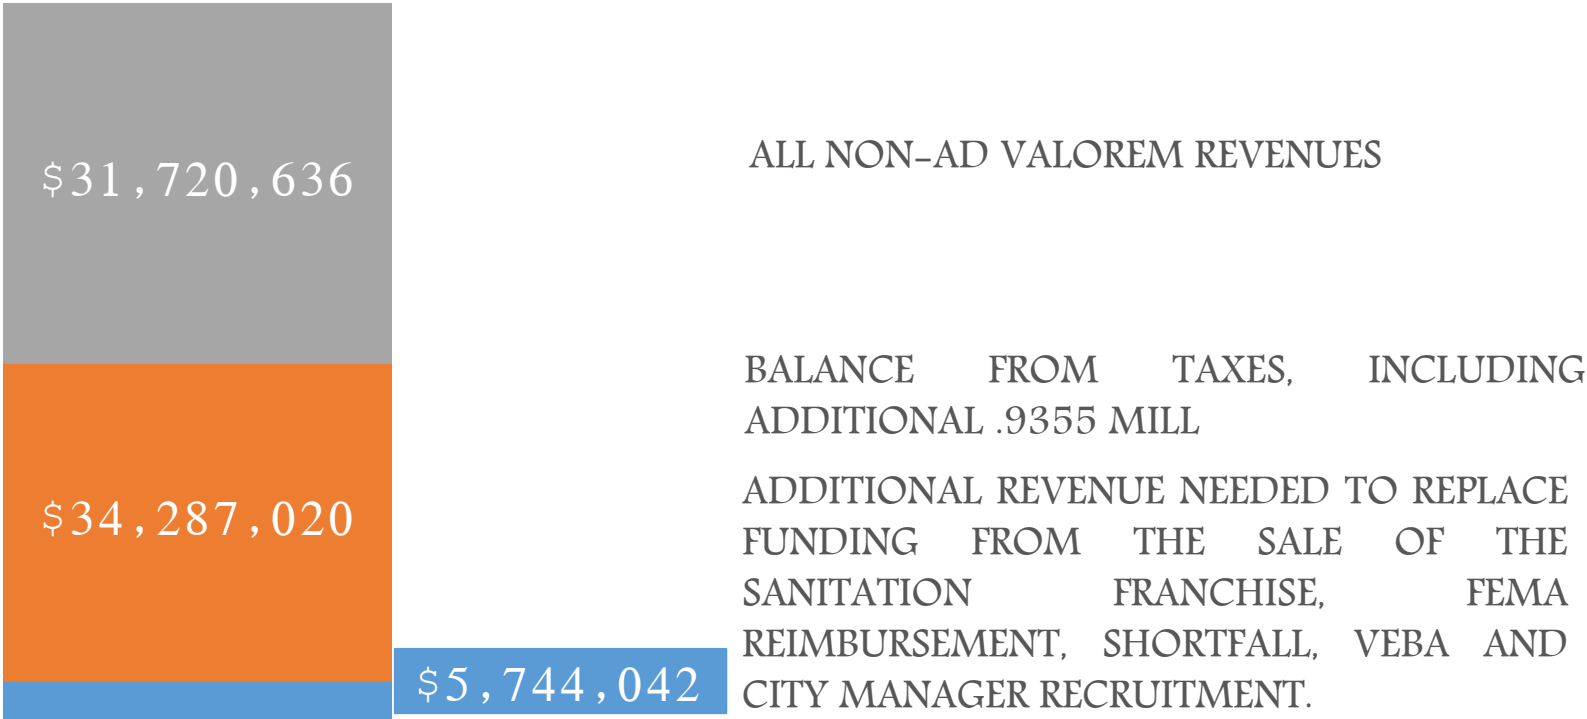 $31,720,636
ALL NON-AD VALOREM REVENUES
BALANCE FROM TAXES, INCLUDING
ADDITIONAL .9355 MILL
$34,287,020
ADDITIONAL REVENUE NEEDED TO REPLACE
FUNDING FROM THE SALE OF THE
SANITATION FRANCHISE, FEMA
REIMBURSEMENT, SHORTFALL, VEBA AND
CITY MANAGER RECRUITMENT.
$5,744,042